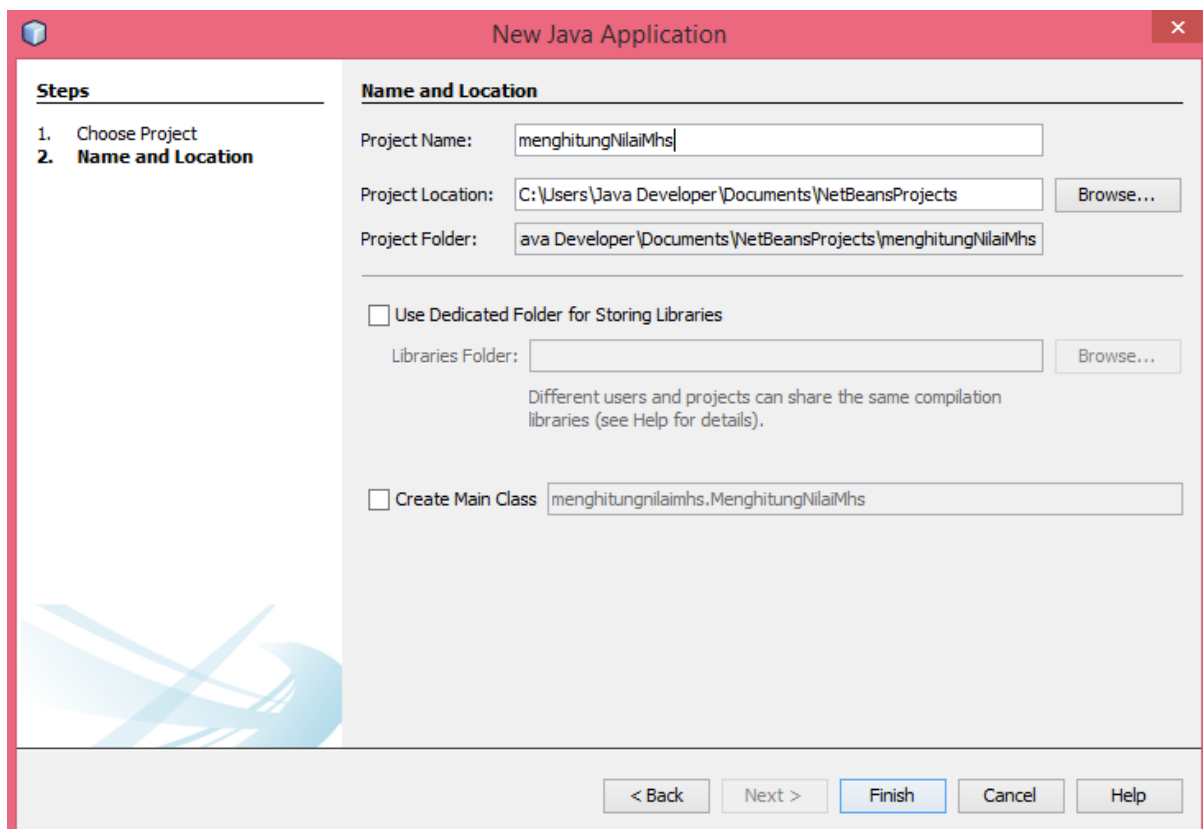 New Java Application
Steps
1. Choose Project
2. Name and Location
Name and Location
Project Name: menghitungNilaiMhs
Project Location: C:\Users\Java Developer\Documents\NetBeansProjects Browse...
Project Folder: ava Developer\Documents\NetBeansProjects\menghitungNilaiMhs
Use Dedicated Folder for Storing Libraries
Libraries Folder: Browse...
Different users and projects can share the same compilation
libraries (see Help for details).
Create Main Class menghitungnilaimhs.MenghitungNilaiMhs
< Back Next > Finish Cancel Help